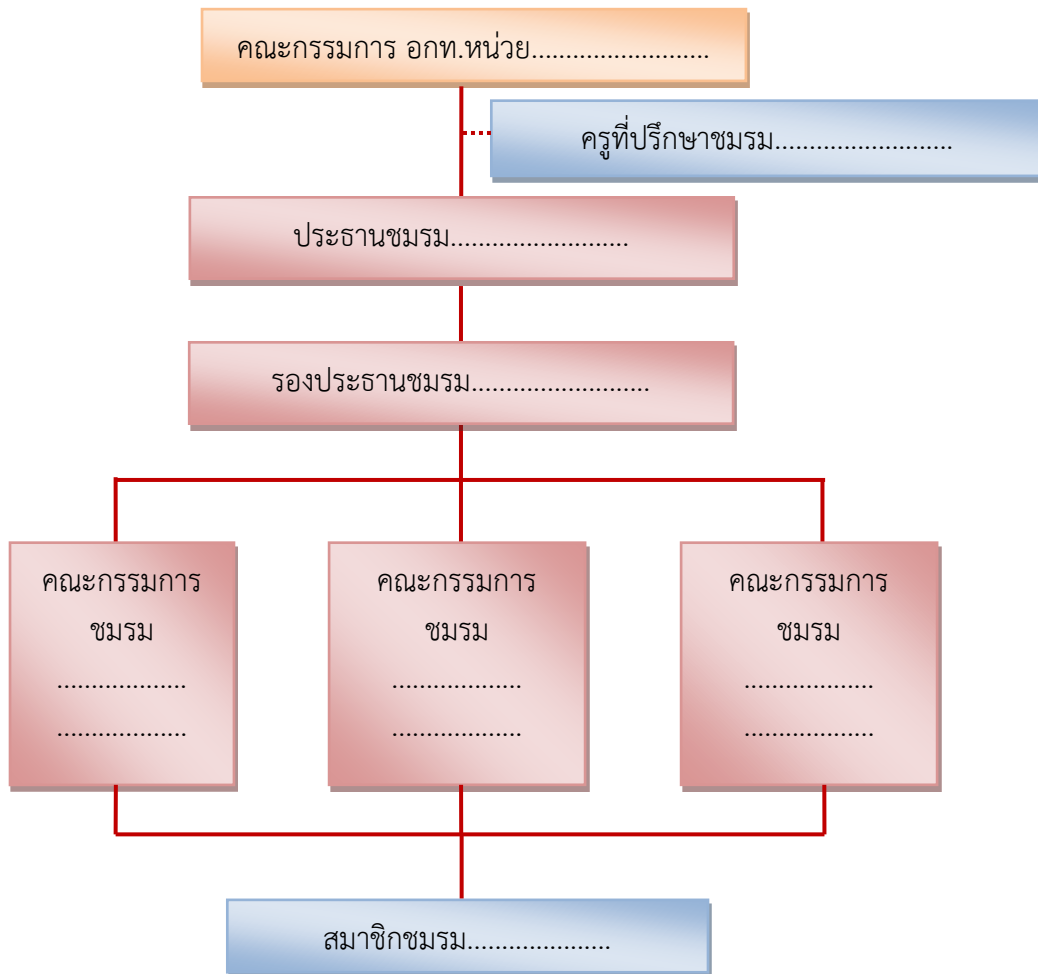 คณะกรรมการ อกท.หน่วย..........................
ครูที่ปรึกษาชมรม..........................
ประธานชมรม..........................
รองประธานชมรม..........................
คณะกรรมการ
ชมรม
...................
...................
คณะกรรมการ
ชมรม
...................
...................
คณะกรรมการ
ชมรม
...................
...................
สมาชิกชมรม.....................